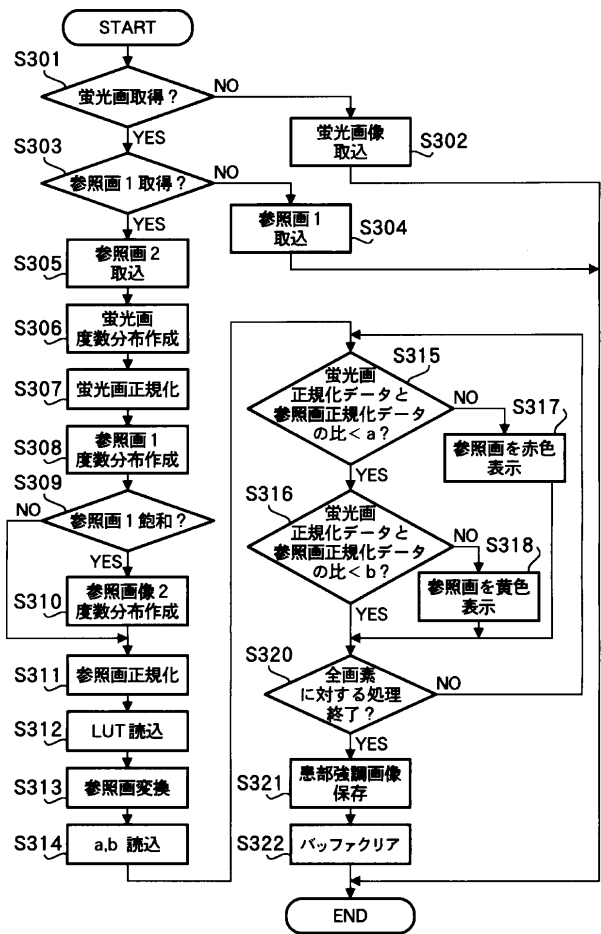 START
S301
蛍光画取得？
NO
YES
蛍光画像
取込
S302
S303
参照画１取得？
NO
YES
参照画１
取込
S304
S305
参照画２
取込
S306
蛍光画
度数分布作成
S307
蛍光画正規化
S308
参照画１
度数分布作成
S309
NO
参照画１飽和？
YES
S310
参照画像２
度数分布作成
S311
参照画正規化
S312
LUT 読込
S313
参照画変換
S314
a,b 読込
S315
蛍光画
正規化データと
参照画正規化データ
の比＜a？
NO
YES
S317
参照画を赤色
表示
S316
蛍光画
正規化データと
参照画正規化データ
の比＜b？
NO
YES
S318
参照画を黄色
表示
S320
全画素
に対する処理
終了？
NO
YES
S321
患部強調画像
保存
S322
バッファクリア
END